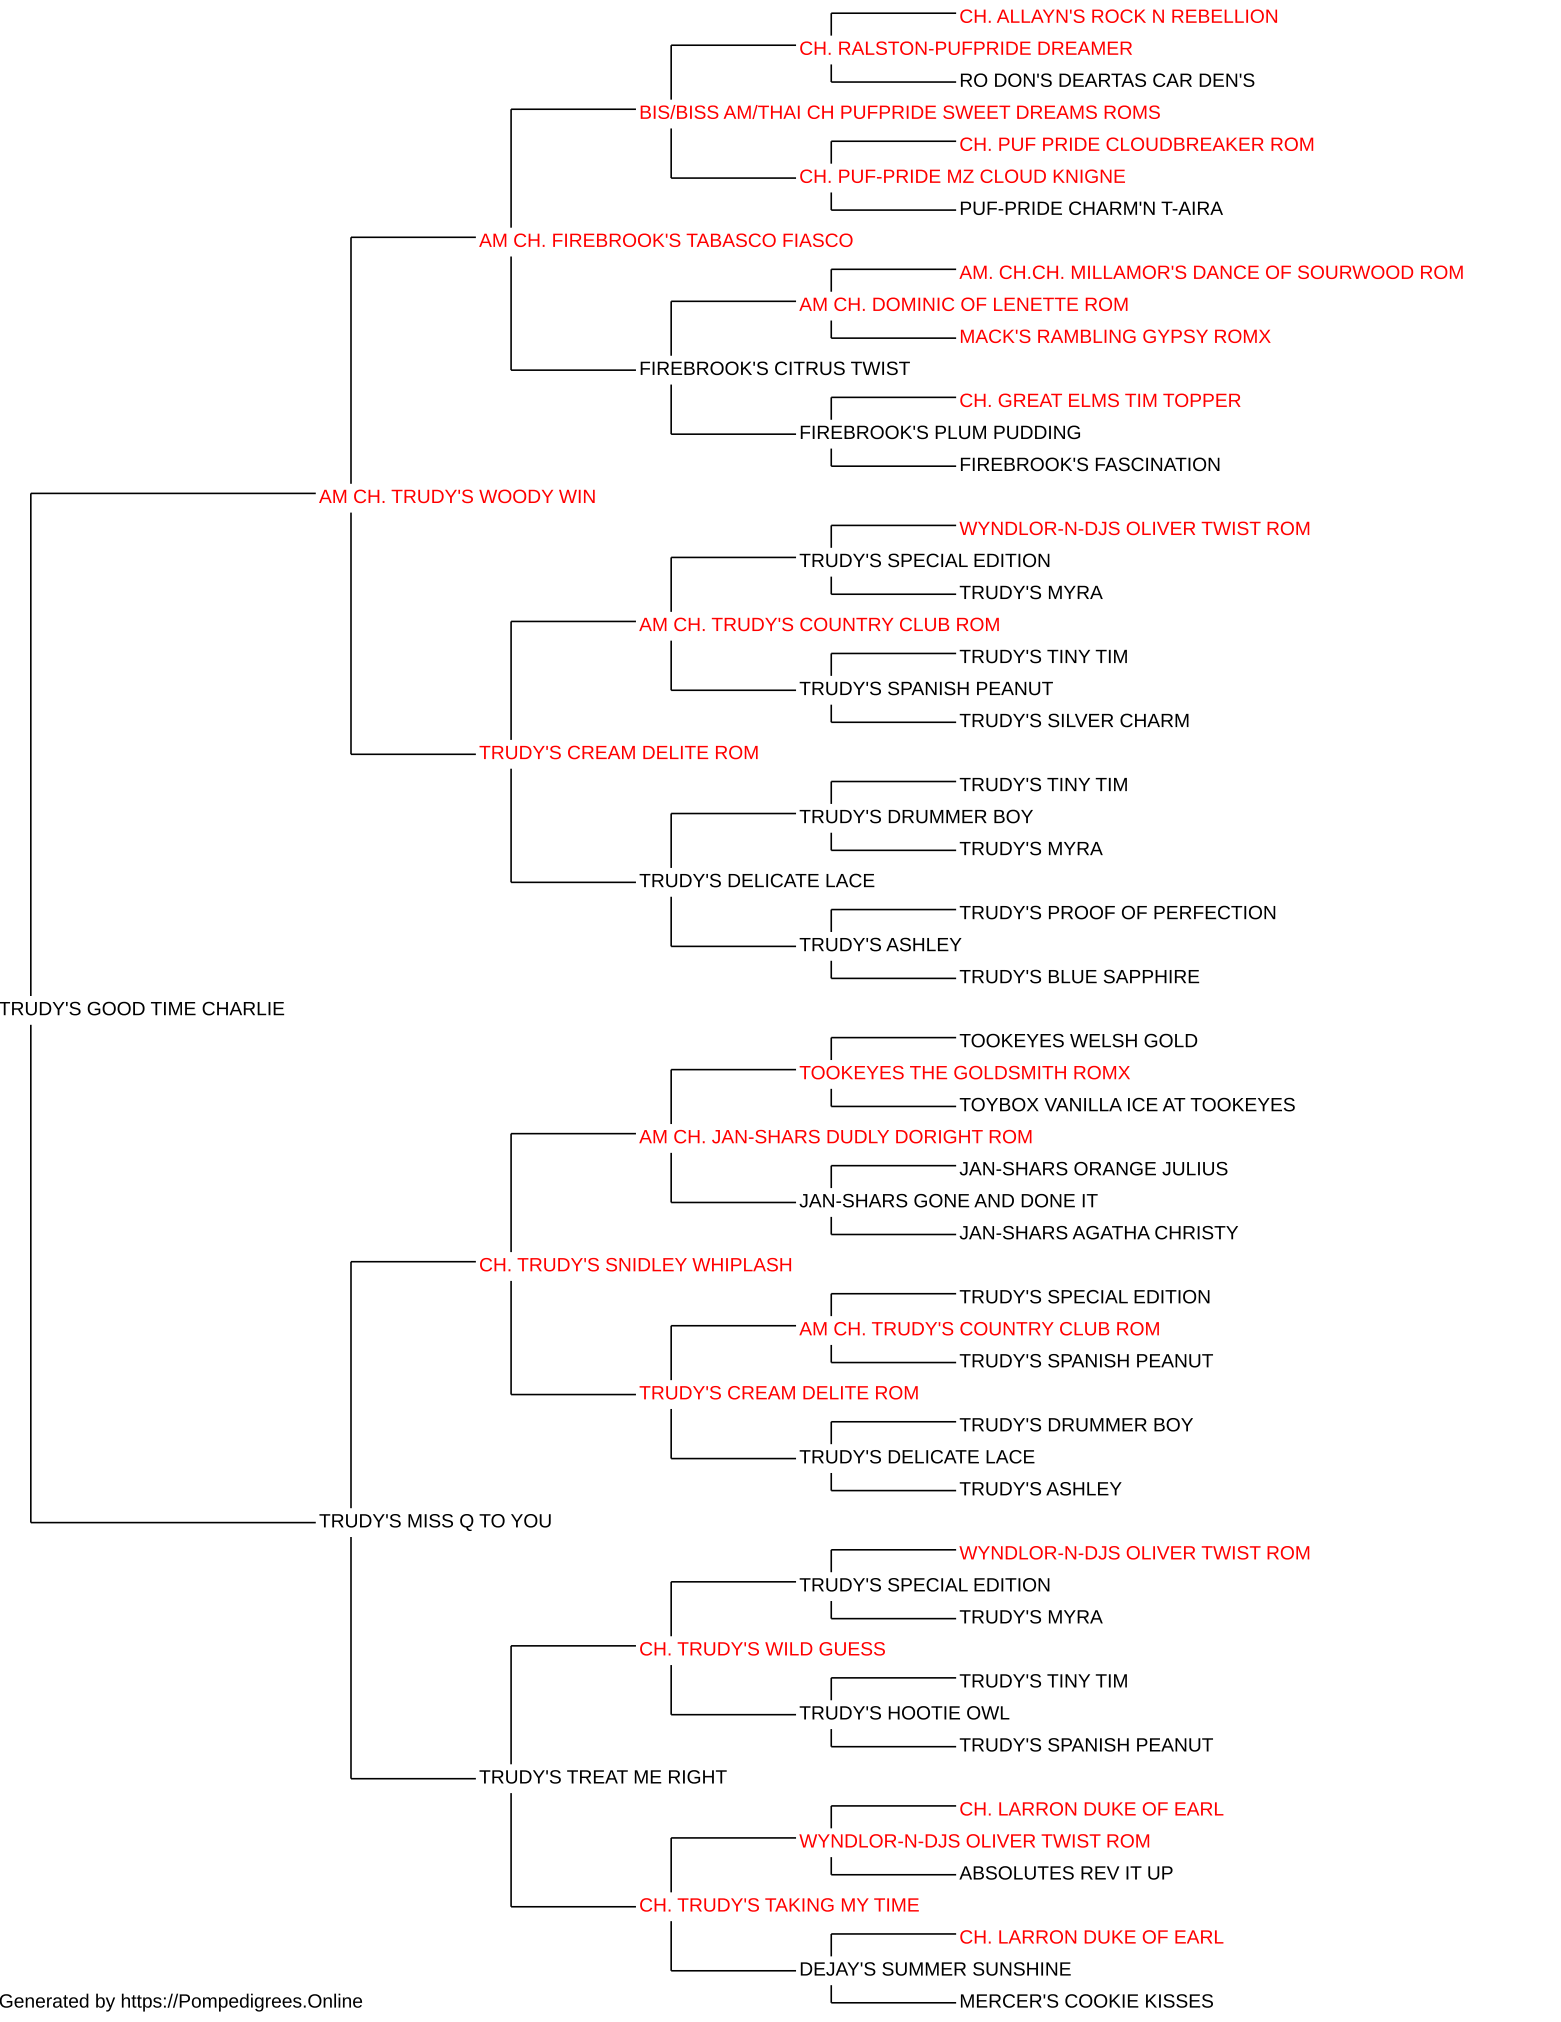 CH. ALLAYN'S ROCK N REBELLION
CH. RALSTON-PUFPRIDE DREAMER
RO DON'S DEARTAS CAR DEN'S
BIS/BISS AM/THAI CH PUFPRIDE SWEET DREAMS ROMS
CH. PUF PRIDE CLOUDBREAKER ROM
CH. PUF-PRIDE MZ CLOUD KNIGNE
PUF-PRIDE CHARM'N T-AIRA
AM CH. FIREBROOK'S TABASCO FIASCO
AM. CH.CH. MILLAMOR'S DANCE OF SOURWOOD ROM
AM CH. DOMINIC OF LENETTE ROM
MACK'S RAMBLING GYPSY ROMX
FIREBROOK'S CITRUS TWIST
CH. GREAT ELMS TIM TOPPER
FIREBROOK'S PLUM PUDDING
FIREBROOK'S FASCINATION
AM CH. TRUDY'S WOODY WIN
WYNDLOR-N-DJS OLIVER TWIST ROM
TRUDY'S SPECIAL EDITION
TRUDY'S MYRA
AM CH. TRUDY'S COUNTRY CLUB ROM
TRUDY'S TINY TIM
TRUDY'S SPANISH PEANUT
TRUDY'S SILVER CHARM
TRUDY'S CREAM DELITE ROM
TRUDY'S TINY TIM
TRUDY'S DRUMMER BOY
TRUDY'S MYRA
TRUDY'S DELICATE LACE
TRUDY'S PROOF OF PERFECTION
TRUDY'S ASHLEY
TRUDY'S BLUE SAPPHIRE
TRUDY'S GOOD TIME CHARLIE
TOOKEYES WELSH GOLD
TOOKEYES THE GOLDSMITH ROMX
TOYBOX VANILLA ICE AT TOOKEYES
AM CH. JAN-SHARS DUDLY DORIGHT ROM
JAN-SHARS ORANGE JULIUS
JAN-SHARS GONE AND DONE IT
JAN-SHARS AGATHA CHRISTY
CH. TRUDY'S SNIDLEY WHIPLASH
TRUDY'S SPECIAL EDITION
AM CH. TRUDY'S COUNTRY CLUB ROM
TRUDY'S SPANISH PEANUT
TRUDY'S CREAM DELITE ROM
TRUDY'S DRUMMER BOY
TRUDY'S DELICATE LACE
TRUDY'S ASHLEY
TRUDY'S MISS Q TO YOU
WYNDLOR-N-DJS OLIVER TWIST ROM
TRUDY'S SPECIAL EDITION
TRUDY'S MYRA
CH. TRUDY'S WILD GUESS
TRUDY'S TINY TIM
TRUDY'S HOOTIE OWL
TRUDY'S SPANISH PEANUT
TRUDY'S TREAT ME RIGHT
CH. LARRON DUKE OF EARL
WYNDLOR-N-DJS OLIVER TWIST ROM
ABSOLUTES REV IT UP
CH. TRUDY'S TAKING MY TIME
CH. LARRON DUKE OF EARL
DEJAY'S SUMMER SUNSHINE
MERCER'S COOKIE KISSES
Generated by https://Pompedigrees.Online